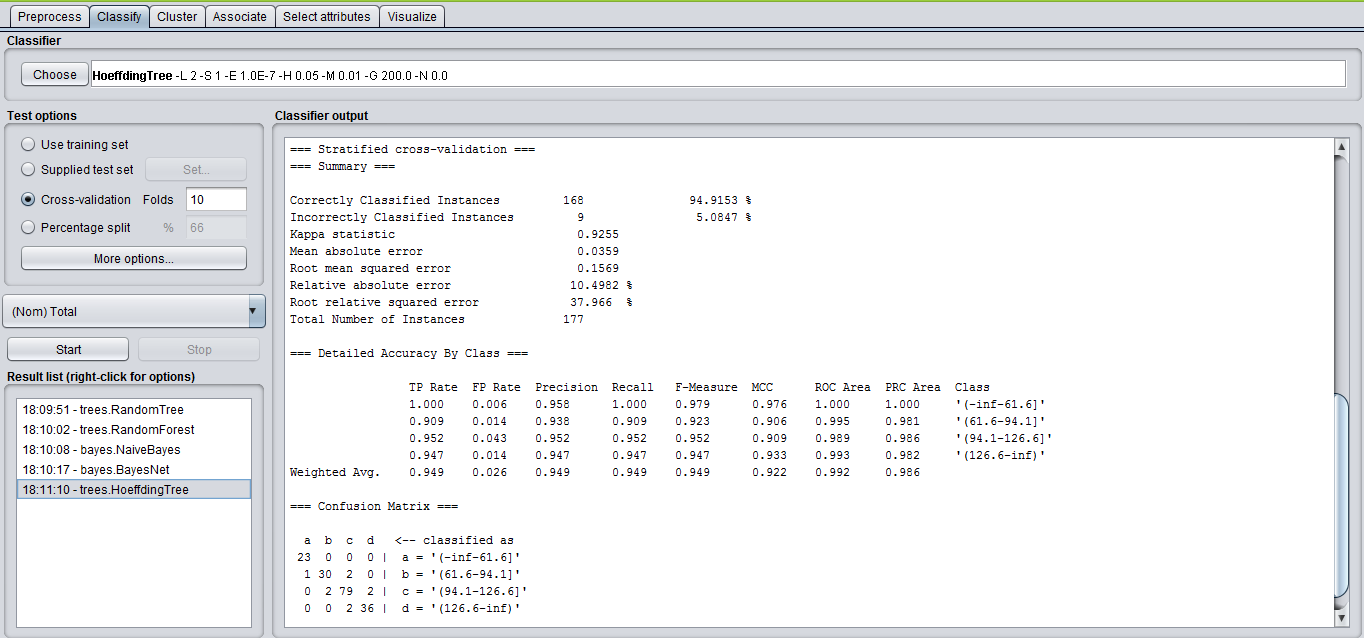 Preprocess Classify Cluster Associate Select attributes Visualize
Classifier
Choose HoeffdingTree -L 2 -S 1 -E 1.0E-7 -H 0.05 -M 0.01 -G 200.0 -N 0.0
Test options
Use training set
Supplied test set Set...
Cross-validation Folds 10
Percentage split % 66
More options...
(Nom) Total
Start Stop
Result list (right-click for options)
18:09:51 - trees.RandomTree
18:10:02 - trees.RandomForest
18:10:08 - bayes.NaiveBayes
18:10:17 - bayes.BayesNet
18:11:10 - trees.HoeffdingTree
Classifier output
=== Stratified cross-validation ===
=== Summary ===
Correctly Classified Instances 168 94.9153 %
Incorrectly Classified Instances 9 5.0847 %
Kappa statistic 0.9255
Mean absolute error 0.0359
Root mean squared error 0.1569
Relative absolute error 10.4982 %
Root relative squared error 37.966 %
Total Number of Instances 177
=== Detailed Accuracy By Class ===
TP Rate FP Rate Precision Recall F-Measure MCC ROC Area PRC Area Class
1.000 0.006 0.958 1.000 0.979 0.976 1.000 1.000 '(-inf-61.6]'
0.909 0.014 0.938 0.909 0.923 0.906 0.995 0.981 '(61.6-94.1]'
0.952 0.043 0.952 0.952 0.952 0.909 0.989 0.986 '(94.1-126.6]'
0.947 0.014 0.947 0.947 0.947 0.933 0.993 0.982 '(126.6-inf)'
Weighted Avg. 0.949 0.026 0.949 0.949 0.949 0.922 0.992 0.986
=== Confusion Matrix ===
a b c d <-- classified as
23 0 0 0 | a = '(-inf-61.6]'
1 30 2 0 | b = '(61.6-94.1]'
0 2 79 2 | c = '(94.1-126.6]'
0 0 2 36 | d = '(126.6-inf)'